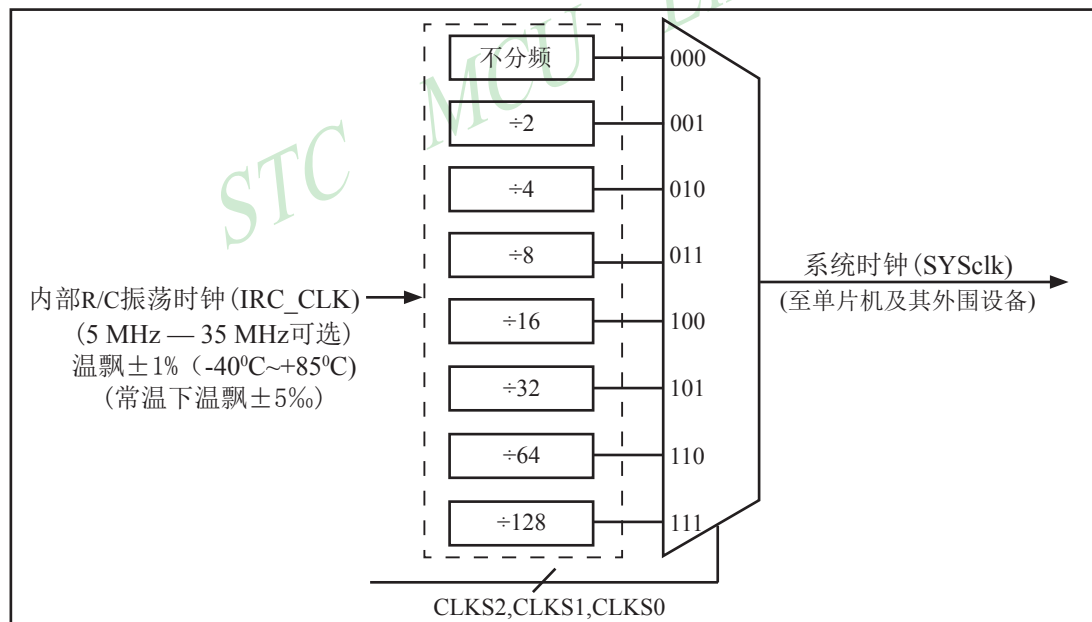 STC MCU
不分频
000
÷2
001
÷4
010
÷8
011
÷16
100
÷32
101
÷64
110
÷128
111
内部R/C振荡时钟(IRC_CLK)
(5 MHz — 35 MHz可选)
温飘±1% (-40⁰C~+85⁰C)
(常温下温飘±5‰)
系统时钟(SYSclk)
(至单片机及其外围设备)
CLKS2,CLKS1,CLKS0